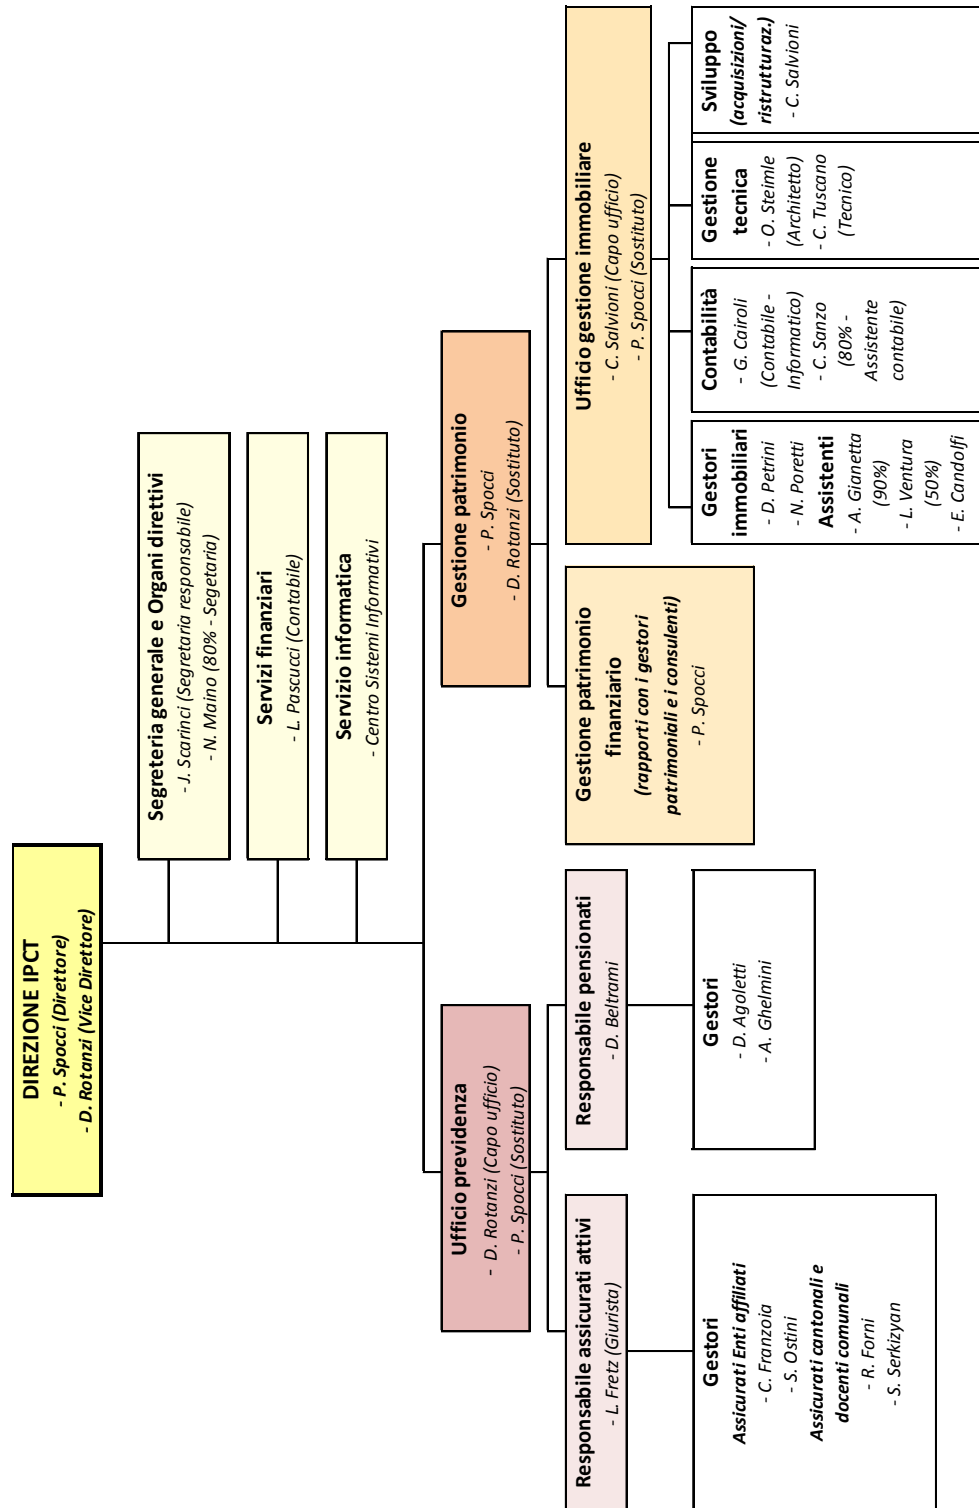 DIREZIONE IPCT
- P. Spocci (Direttore)
- D. Rotanzi (Vice Direttore)
Segreteria generale e Organi direttivi
- J. Scarinci (Segretaria responsabile)
- N. Maino (80% - Segetaria)
Servizi finanziari
- L. Pascucci (Contabile)
Servizio informatica
- Centro Sistemi Informativi
Ufficio previdenza
- D. Rotanzi (Capo ufficio)
- P. Spocci (Sostituto)
Gestione patrimonio
- P. Spocci
- D. Rotanzi (Sostituto)
Responsabile assicurati attivi
- L. Fretz (Giurista)
Responsabile pensionati
- D. Beltrami
Gestione patrimonio
finanziario
(rapporti con i gestori
patrimoniali e i consulenti)
- P. Spocci
Ufficio gestione immobiliare
- C. Salvioni (Capo ufficio)
- P. Spocci (Sostituto)
Gestori
Assicurati Enti affiliati
- C. Franzoia
- S. Ostini
Assicurati cantonali e
docenti comunali
- R. Forni
- S. Serkizyan
Gestori
- D. Agoletti
- A. Ghelmini
Gestori
immobiliari
- D. Petrini
- N. Poretti
Assistenti
- A. Gianetta
(90%)
- L. Ventura
(50%)
- E. Candolfi
Contabilità
- G. Cairoli
(Contabile -
Informatico)
- C. Sanzo
(80% -
Assistente
contabile)
Gestione
tecnica
- O. Steimle
(Architetto)
- C. Tuscano
(Tecnico)
Sviluppo
(acquisizioni/
ristrutturaz.)
- C. Salvioni